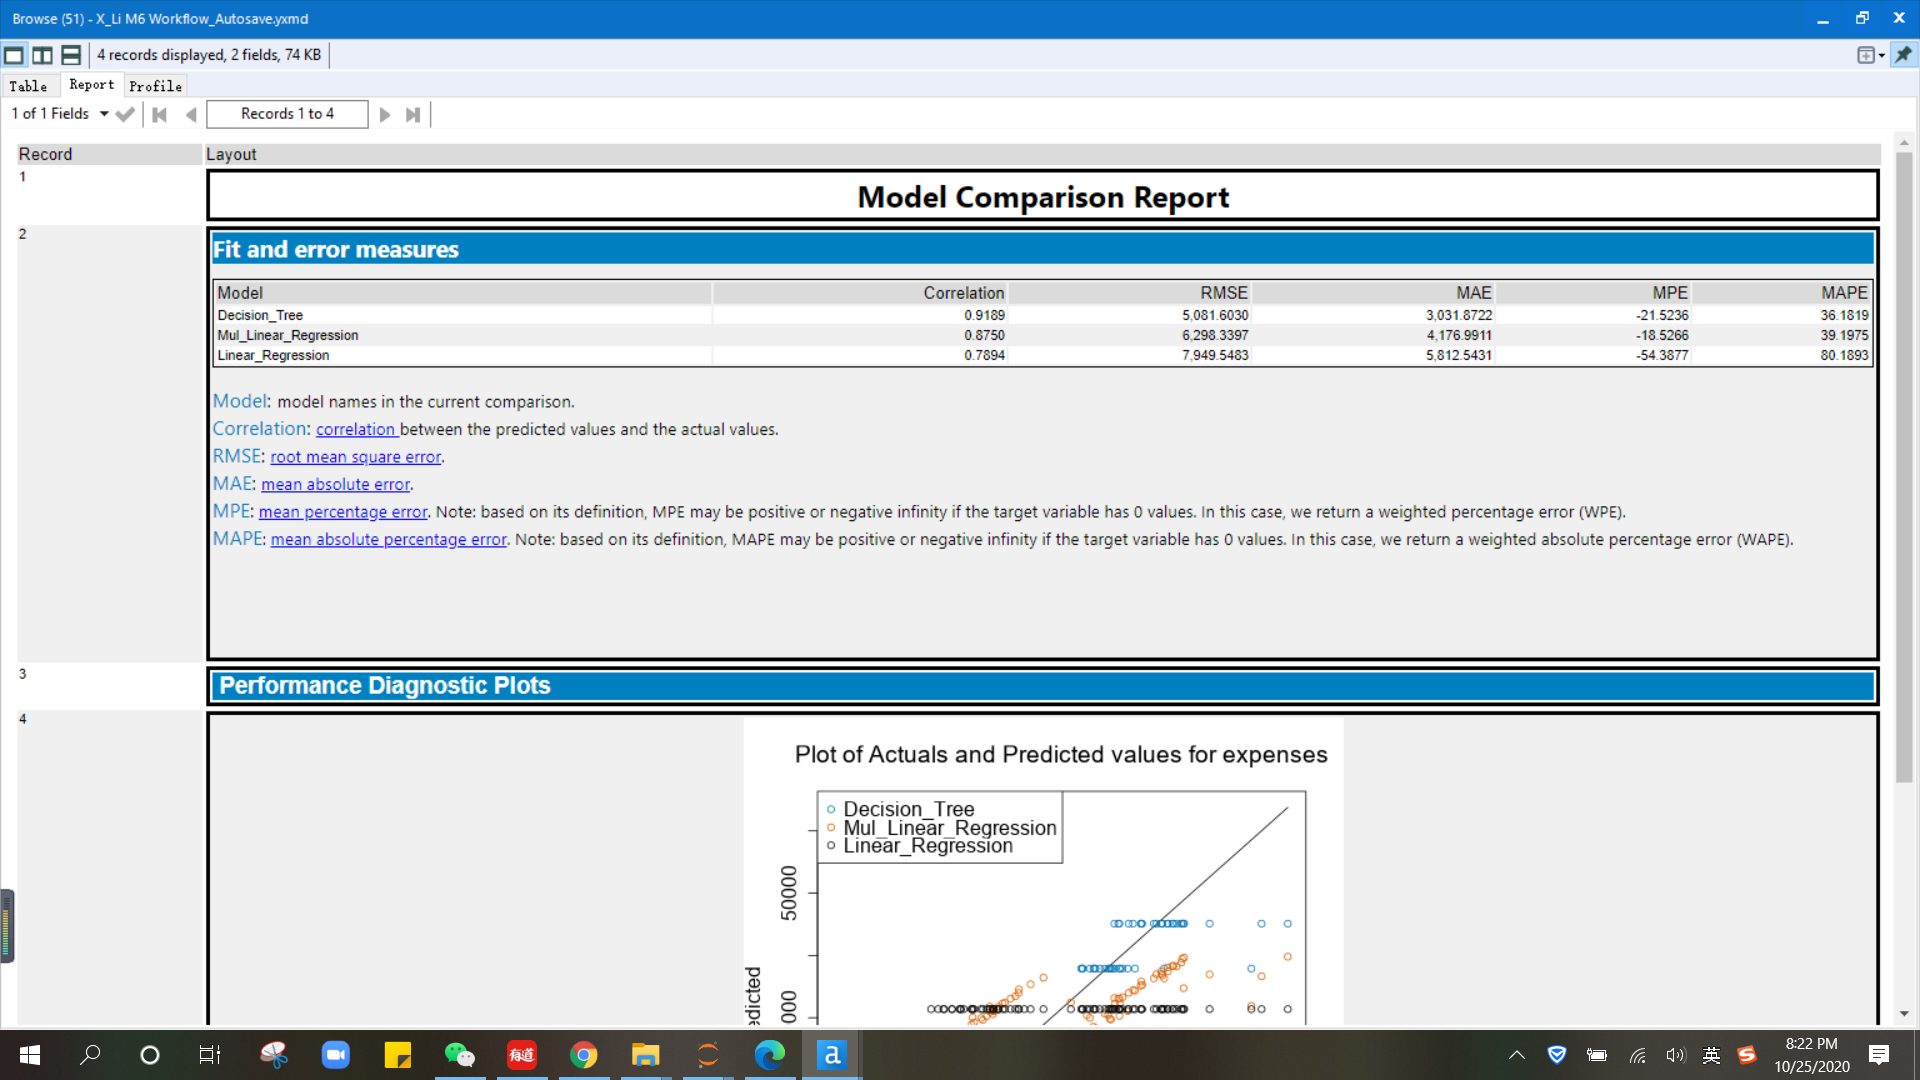 Browse (51) - X_Li M6 Workflow_Autosave.yxmd
4 records displayed, 2 fields, 74 KB
Table Report Profile
1 of 1 Fields Records 1 to 4
Record Layout
1
Model Comparison Report
2
Fit and error measures
Model Correlation RMSE MAE MPE MAPE
Decision_Tree 0.9189 5,081.6030 3,031.8722 -21.5236 36.1819
Mul_Linear_Regression 0.8750 6,298.3397 4,176.9911 -18.5266 39.1975
Linear_Regression 0.7894 7,949.5483 5,812.5431 -54.3877 80.1893
Model: model names in the current comparison.
Correlation: correlation between the predicted values and the actual values.
RMSE: root mean square error.
MAE: mean absolute error.
MPE: mean percentage error. Note: based on its definition, MPE may be positive or negative infinity if the target variable has 0 values. In this case, we return a weighted percentage error (WPE).
MAPE: mean absolute percentage error. Note: based on its definition, MAPE may be positive or negative infinity if the target variable has 0 values. In this case, we return a weighted absolute percentage error (WAPE).
3
Performance Diagnostic Plots
4
Plot of Actuals and Predicted values for expenses
Decision_Tree
Mul_Linear_Regression
Linear_Regression
50000
000
edicted
有道
a
英
S
8:22 PM
10/25/2020